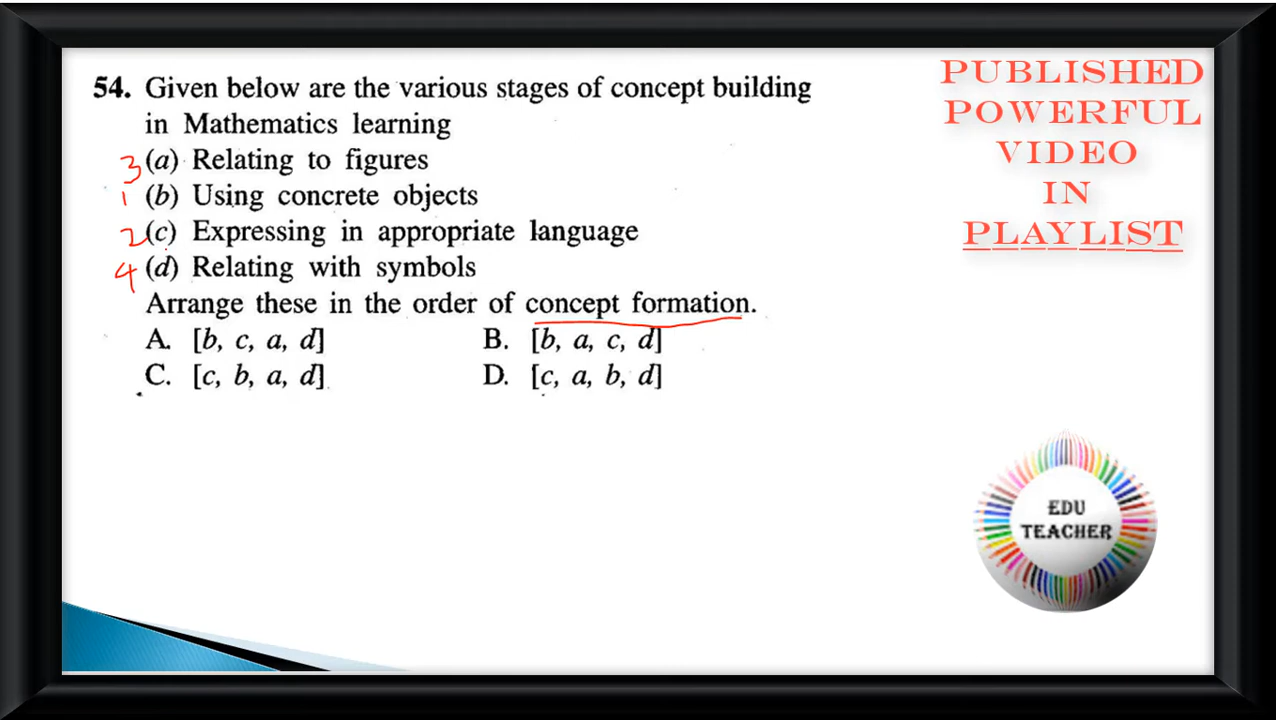 54. Given below are the various stages of concept building
in Mathematics learning
3 (a) Relating to figures
1 (b) Using concrete objects
2 (c) Expressing in appropriate language
4 (d) Relating with symbols
Arrange these in the order of concept formation.
A. [b, c, a, d] B. [b, a, c, d]
C. [c, b, a, d] D. [c, a, b, d]
PUBLISHED
POWERFUL
VIDEO
IN
PLAYLIST
EDU
TEACHER